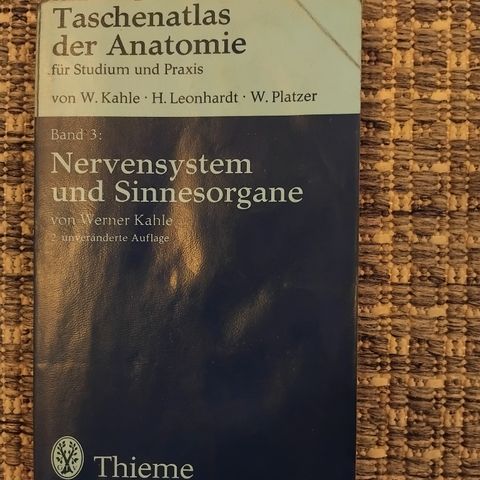 Taschenatlas
der Anatomie
für Studium und Praxis
von W. Kahle · H. Leonhardt · W. Platzer
Band 3:
Nervensystem
und Sinnesorgane
von Werner Kahle
2. unveränderte Auflage
Thieme